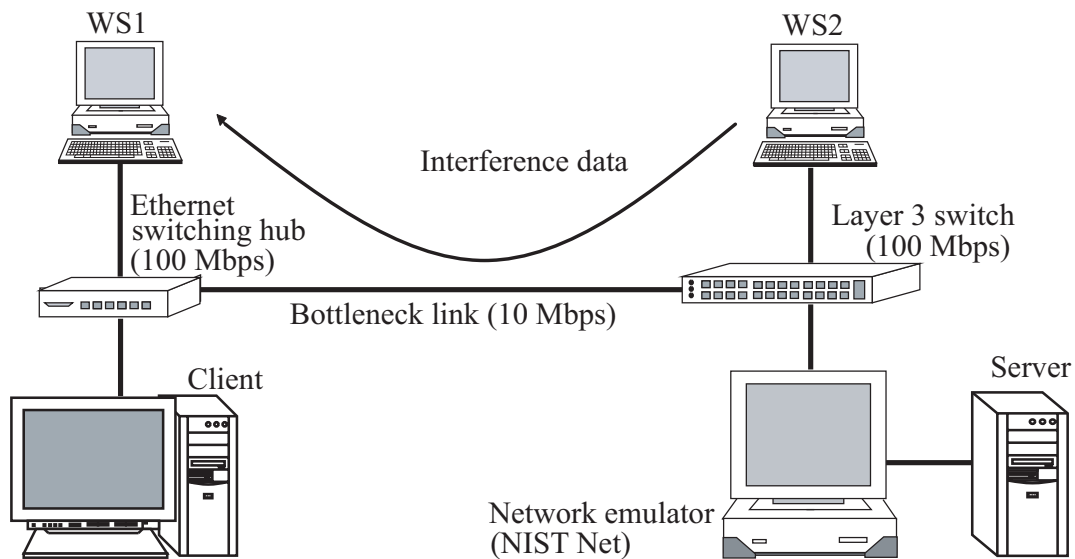 WS1
WS2
Interference data
Ethernet
switching hub
(100 Mbps)
Layer 3 switch
(100 Mbps)
Bottleneck link (10 Mbps)
Client
Server
Network emulator
(NIST Net)